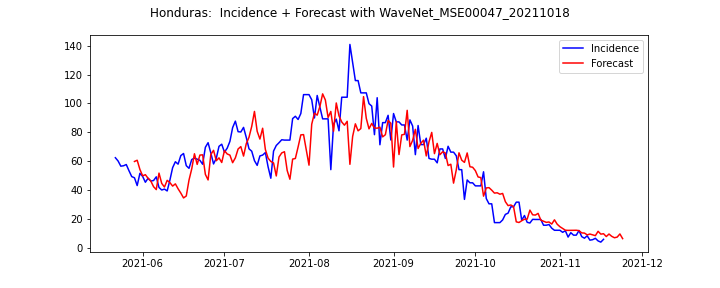 Honduras:  Incidence + Forecast with WaveNet_MSE00047_20211018
Incidence
Forecast
140
120
100
80
60
40
20
0
2021-06 2021-07 2021-08 2021-09 2021-10 2021-11 2021-12